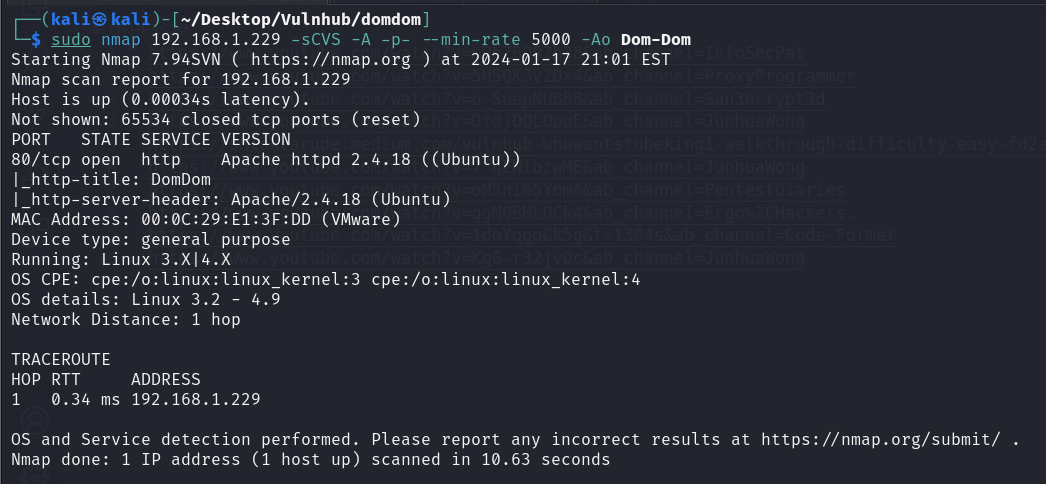 ┌──(kali㉿kali)-[~/Desktop/Vulnhub/domdom]
└─$ sudo nmap 192.168.1.229 -sCVS -A -p- --min-rate 5000 -Ao Dom-Dom
Starting Nmap 7.94SVN ( https://nmap.org ) at 2024-01-17 21:01 EST
Nmap scan report for 192.168.1.229
Host is up (0.00034s latency).
Not shown: 65534 closed tcp ports (reset)
PORT   STATE SERVICE VERSION
80/tcp open  http    Apache httpd 2.4.18 ((Ubuntu))
|_http-title: DomDom
|_http-server-header: Apache/2.4.18 (Ubuntu)
MAC Address: 00:0C:29:E1:3F:DD (VMware)
Device type: general purpose
Running: Linux 3.X|4.X
OS CPE: cpe:/o:linux:linux_kernel:3 cpe:/o:linux:linux_kernel:4
OS details: Linux 3.2 - 4.9
Network Distance: 1 hop

TRACEROUTE
HOP RTT     ADDRESS
1   0.34 ms 192.168.1.229

OS and Service detection performed. Please report any incorrect results at https://nmap.org/submit/ .
Nmap done: 1 IP address (1 host up) scanned in 10.63 seconds